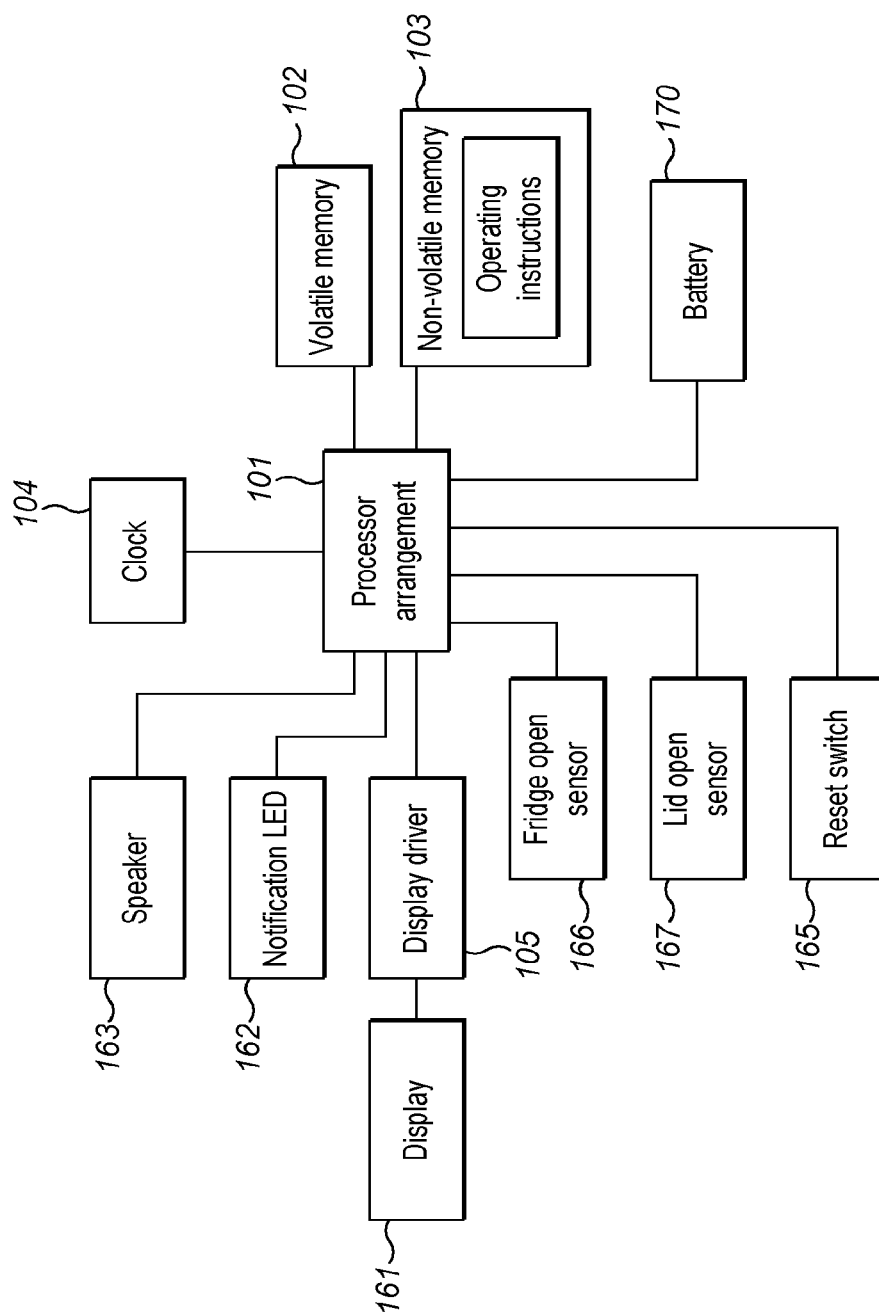 104
Clock
163
Speaker
101
Processor
arrangement
102
Volatile memory
162
Notification LED
103
Non-volatile memory
Operating
instructions
161
Display
Display driver
105
166
Fridge open
sensor
170
Battery
167
Lid open
sensor
165
Reset switch